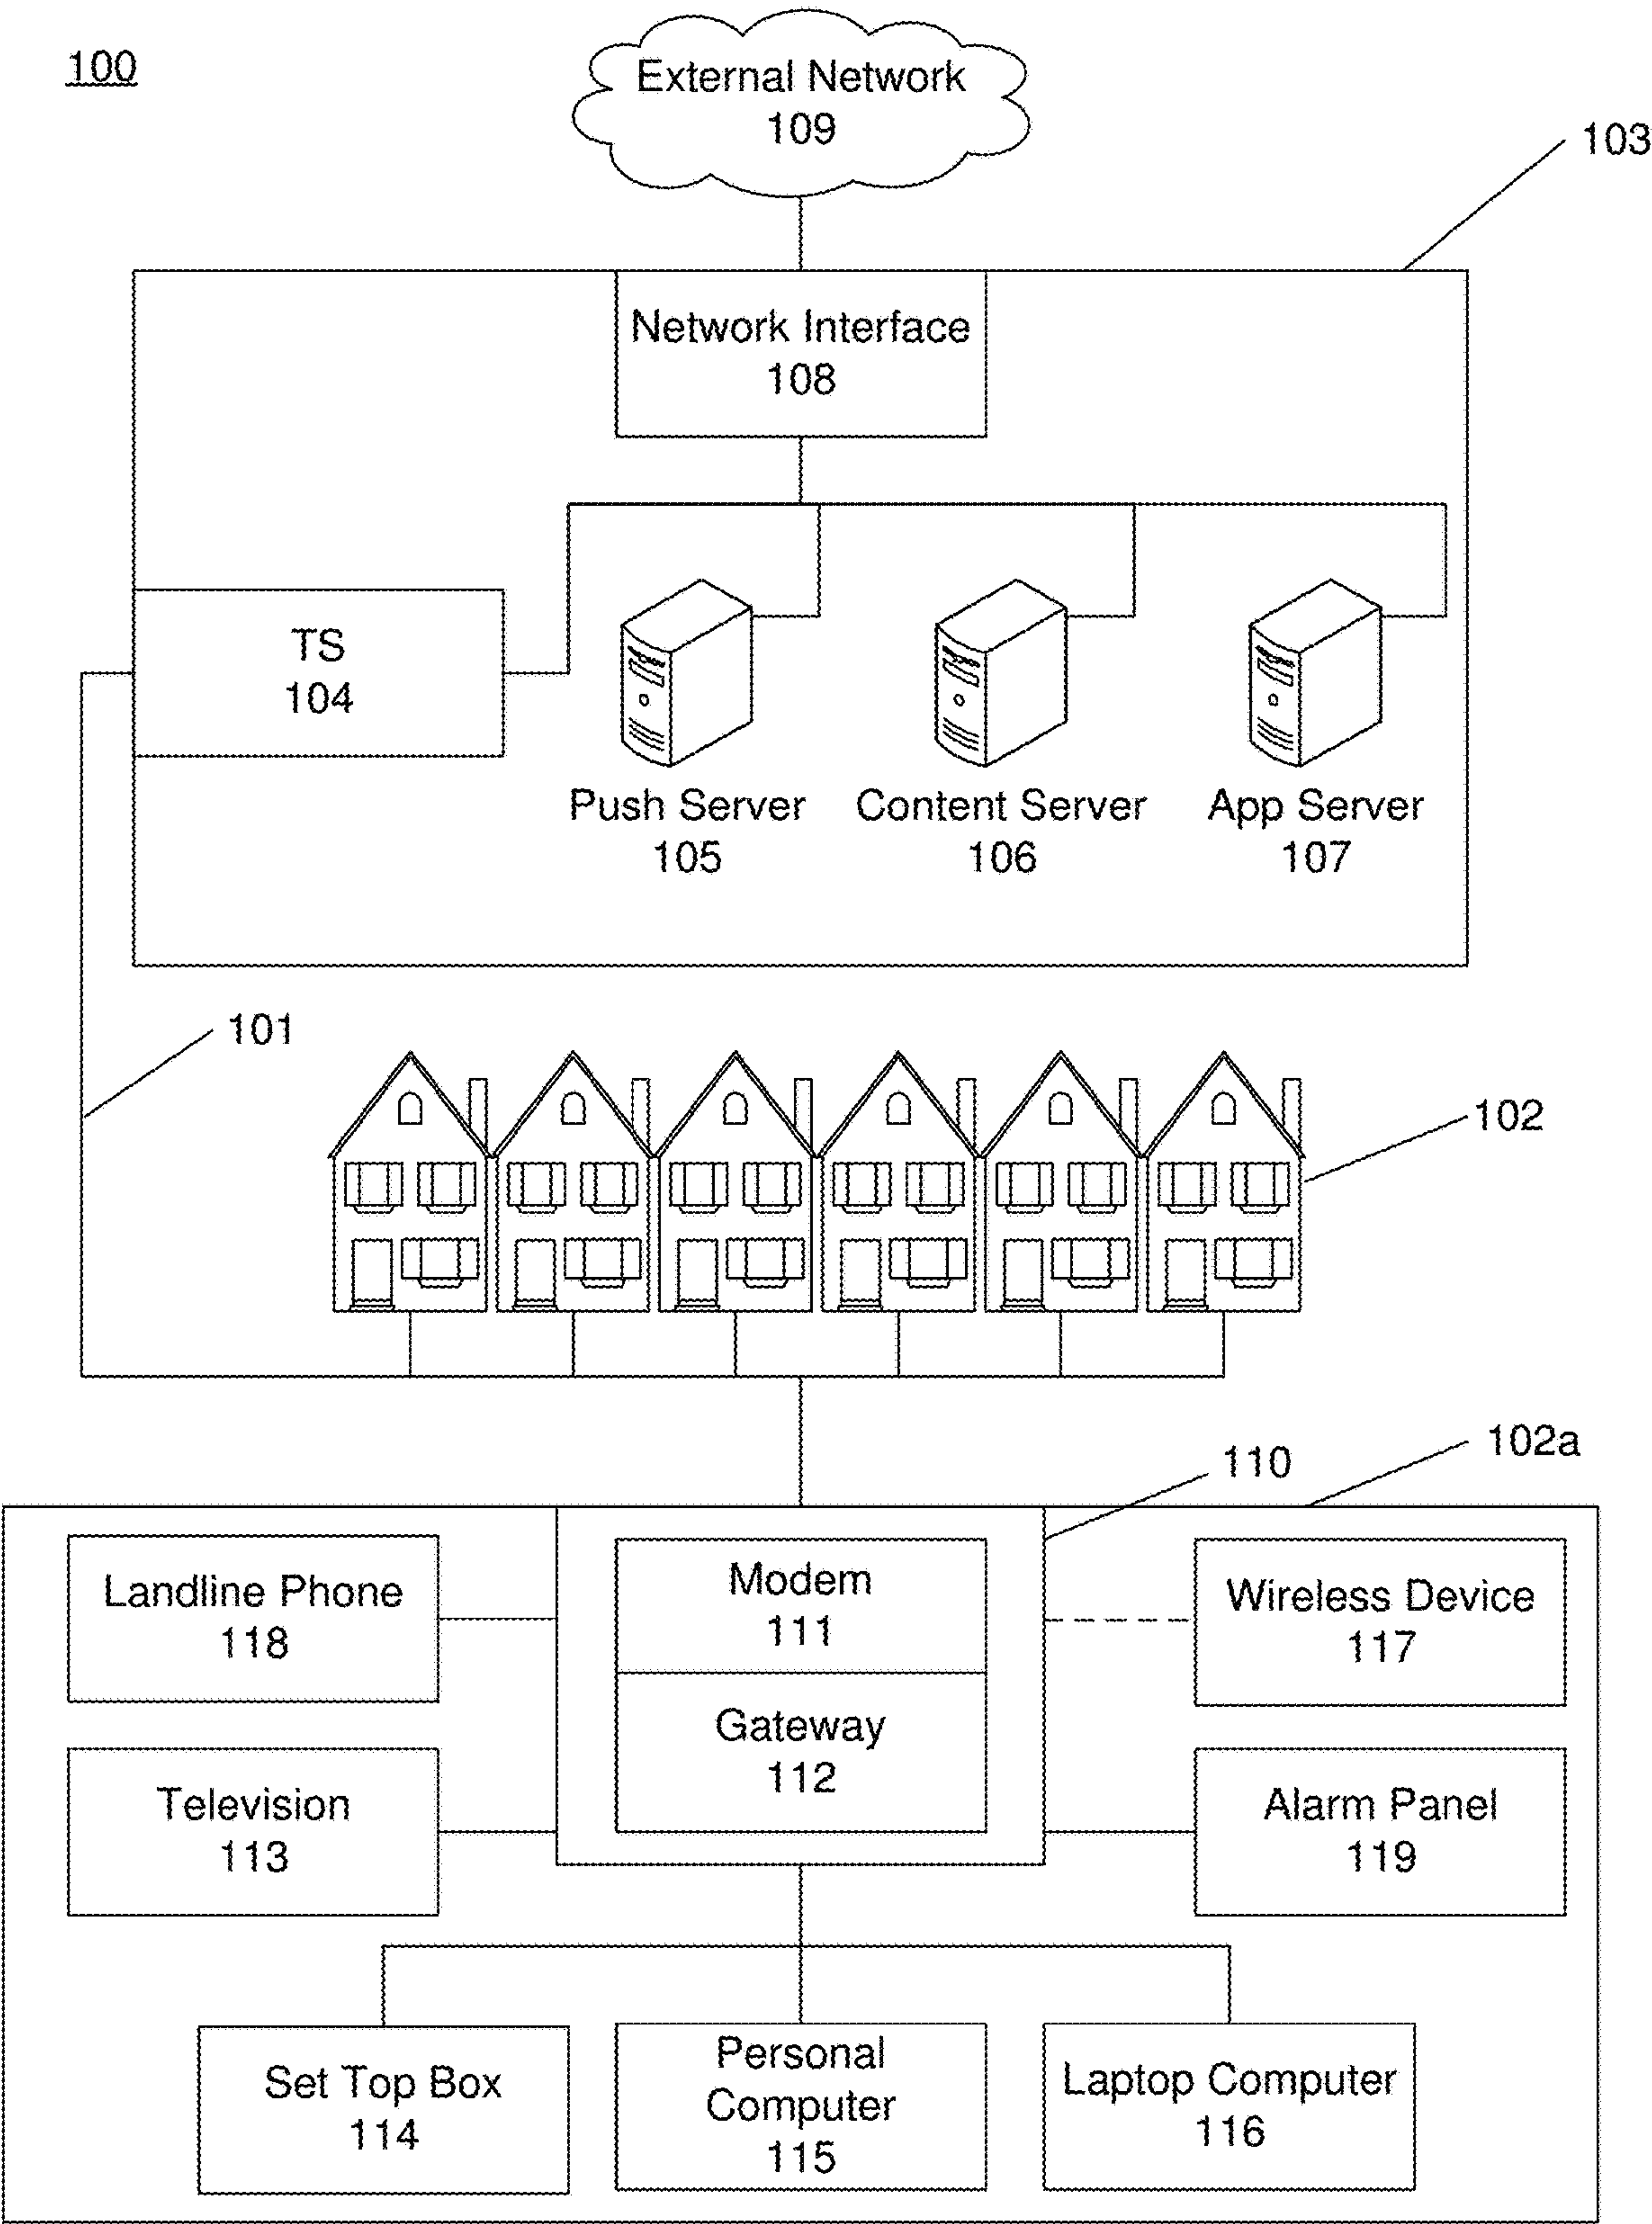 100
External Network
109
103
Network Interface
108
TS
104
Push Server
105
Content Server
106
App Server
107
101
102
102a
110
Landline Phone
118
Modem
111
Wireless Device
117
Gateway
112
Television
113
Alarm Panel
119
Set Top Box
114
Personal
Computer
115
Laptop Computer
116